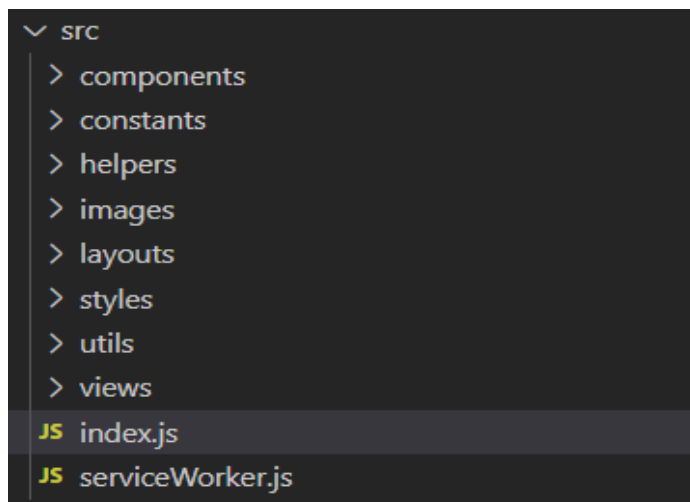 src
components
constants
helpers
images
layouts
styles
utils
views
JS index.js
JS serviceWorker.js